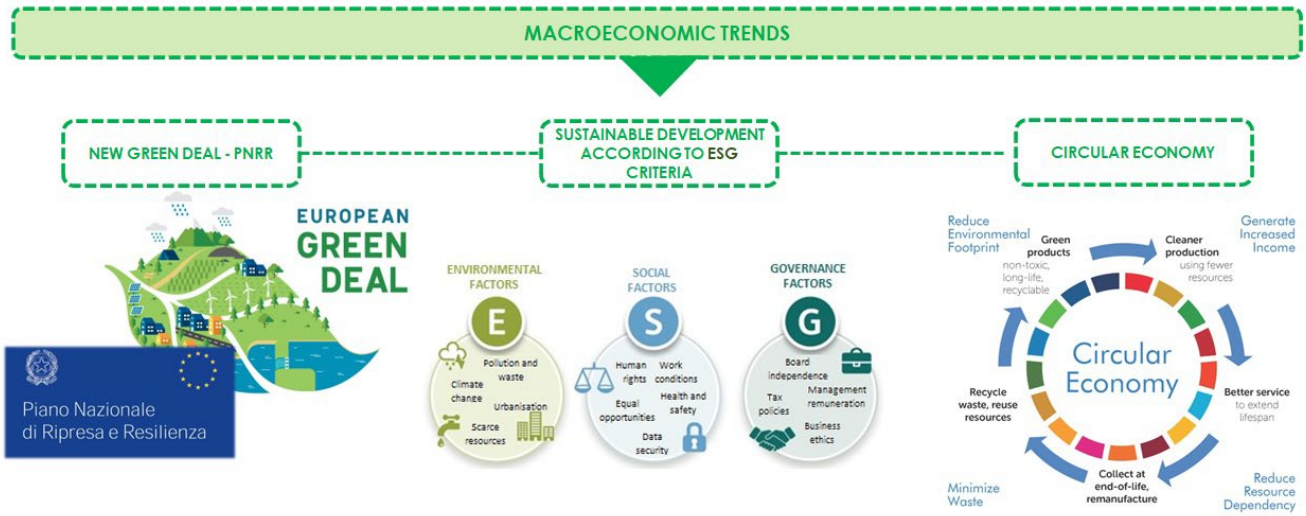 MACROECONOMIC TRENDS
NEW GREEN DEAL - PNRR
SUSTAINABLE DEVELOPMENT
ACCORDING TO ESG
CRITERIA
CIRCULAR ECONOMY
EUROPEAN
GREEN
DEAL
Piano Nazionale
di Ripresa e Resilienza
ENVIRONMENTAL
FACTORS
E
Pollution and
waste
Climate
change
Urbanisation
Scarce
resources
SOCIAL
FACTORS
S
Human
rights
Work
conditions
Equal
opportunities
Health and
safety
Data
security
GOVERNANCE
FACTORS
G
Board
independence
Tax
policies
Management
remuneration
Business
ethics
Reduce
Environmental
Footprint
Generate
Increased
Income
Green
products
non-toxic,
long-life,
recyclable
Cleaner
production
using fewer
resources
Circular
Economy
Recycle
waste, reuse
resources
Better service
to extend
lifespan
Collect at
end-of-life,
remanufacture
Minimize
Waste
Reduce
Resource
Dependency